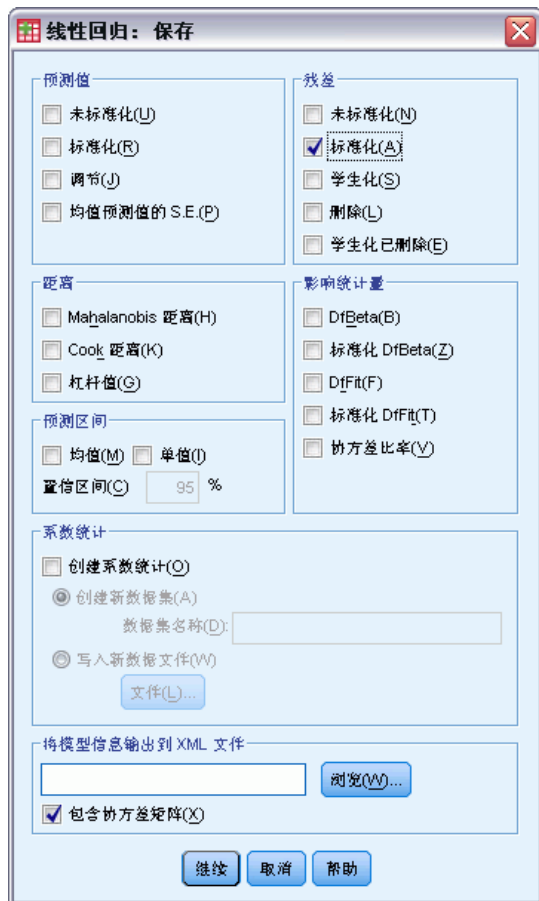 线性回归：保存
预测值
未标准化(U)
标准化(R)
调节(J)
均值预测值的 S.E.(P)
残差
未标准化(N)
标准化(A)
学生化(S)
删除(L)
学生化已删除(E)
距离
Mahalanobis 距离(H)
Cook 距离(K)
杠杆值(G)
影响统计量
DfBeta(B)
标准化 DfBeta(Z)
DfFit(F)
标准化 DfFit(T)
协方差比率(V)
预测区间
均值(M) 单值(I)
置信区间(C) 95 %
系数统计
创建系数统计(O)
创建新数据集(A)
数据集名称(D):
写入新数据文件(W)
文件(L)...
将模型信息输出到 XML 文件
浏览(W)...
包含协方差矩阵(X)
继续 取消 帮助